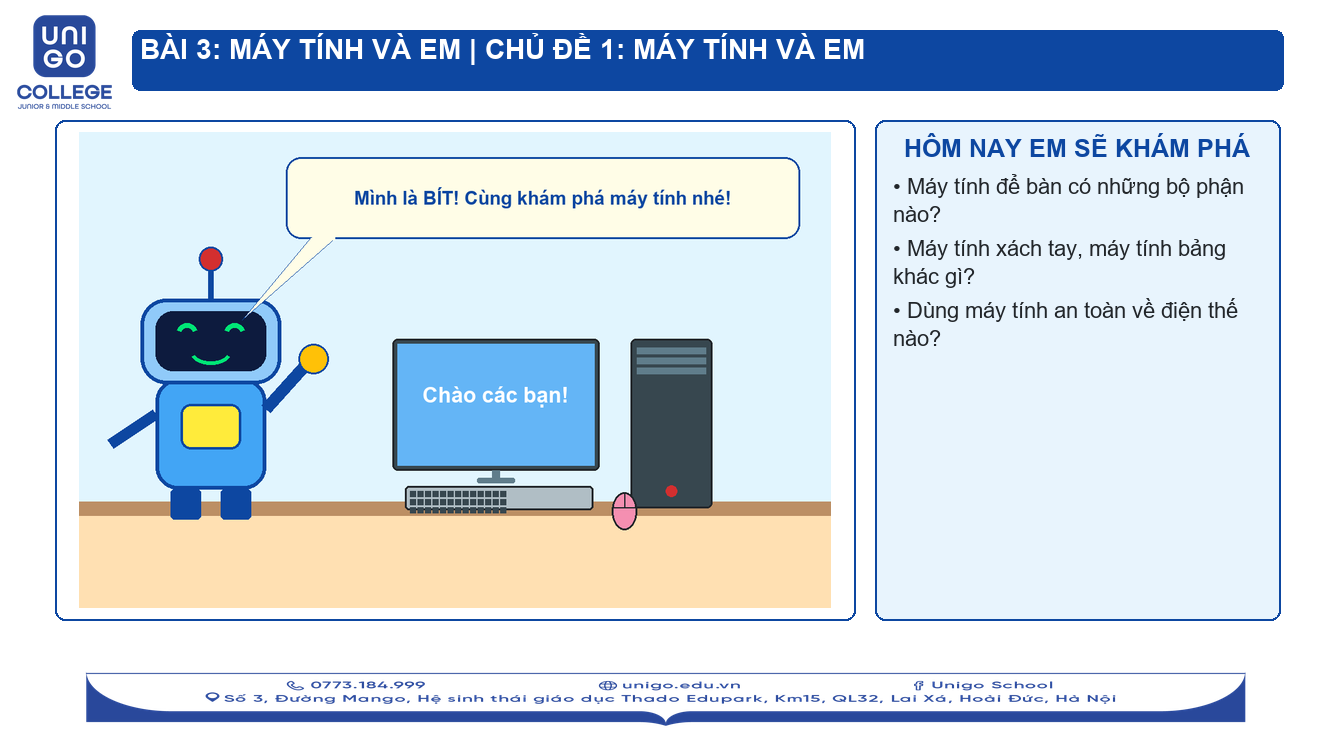 UNI
GO
COLLEGE
JUNIOR & MIDDLE SCHOOL
BÀI 3: MÁY TÍNH VÀ EM | CHỦ ĐỀ 1: MÁY TÍNH VÀ EM
Mình là BÍT! Cùng khám phá máy tính nhé!
Chào các bạn!
HÔM NAY EM SẼ KHÁM PHÁ
• Máy tính để bàn có những bộ phận
nào?
• Máy tính xách tay, máy tính bảng
khác gì?
• Dùng máy tính an toàn về điện thế
nào?
0773.184.999
unigo.edu.vn
Unigo School
Số 3, Đường Mango, Hệ sinh thái giáo dục Thado Edupark, Km15, QL32, Lai Xá, Hoài Đức, Hà Nội